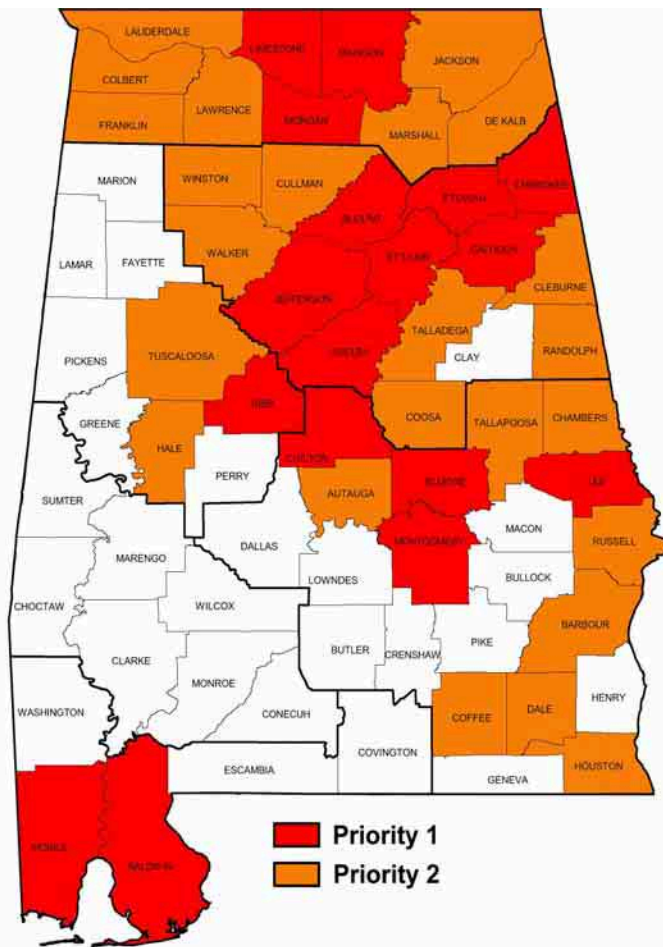 LAUDERDALE
LIMESTONE
MADISON
JACKSON
COLBERT
LAWRENCE
FRANKLIN
MORGAN
MARSHALL
DE KALB
MARION
WINSTON
CULLMAN
ETOWAH
CHEROKEE
BLOUNT
LAMAR
FAYETTE
WALKER
ST CLAIR
CALHOUN
CLEBURNE
JEFFERSON
TALLADEGA
PICKENS
TUSCALOOSA
SHELBY
CLAY
RANDOLPH
GREENE
BIBB
COOSA
TALLAPOOSA
CHAMBERS
HALE
CHILTON
PERRY
ELMORE
LEE
SUMTER
AUTAUGA
MACON
DALLAS
MONTGOMERY
RUSSELL
MARENGO
LOWNDES
BULLOCK
CHOCTAW
WILCOX
BARBOUR
BUTLER
CRENSHAW
PIKE
CLARKE
MONROE
HENRY
WASHINGTON
CONECUH
COFFEE
DALE
COVINGTON
ESCAMBIA
GENEVA
HOUSTON
MOBILE
BALDWIN
Priority 1
Priority 2